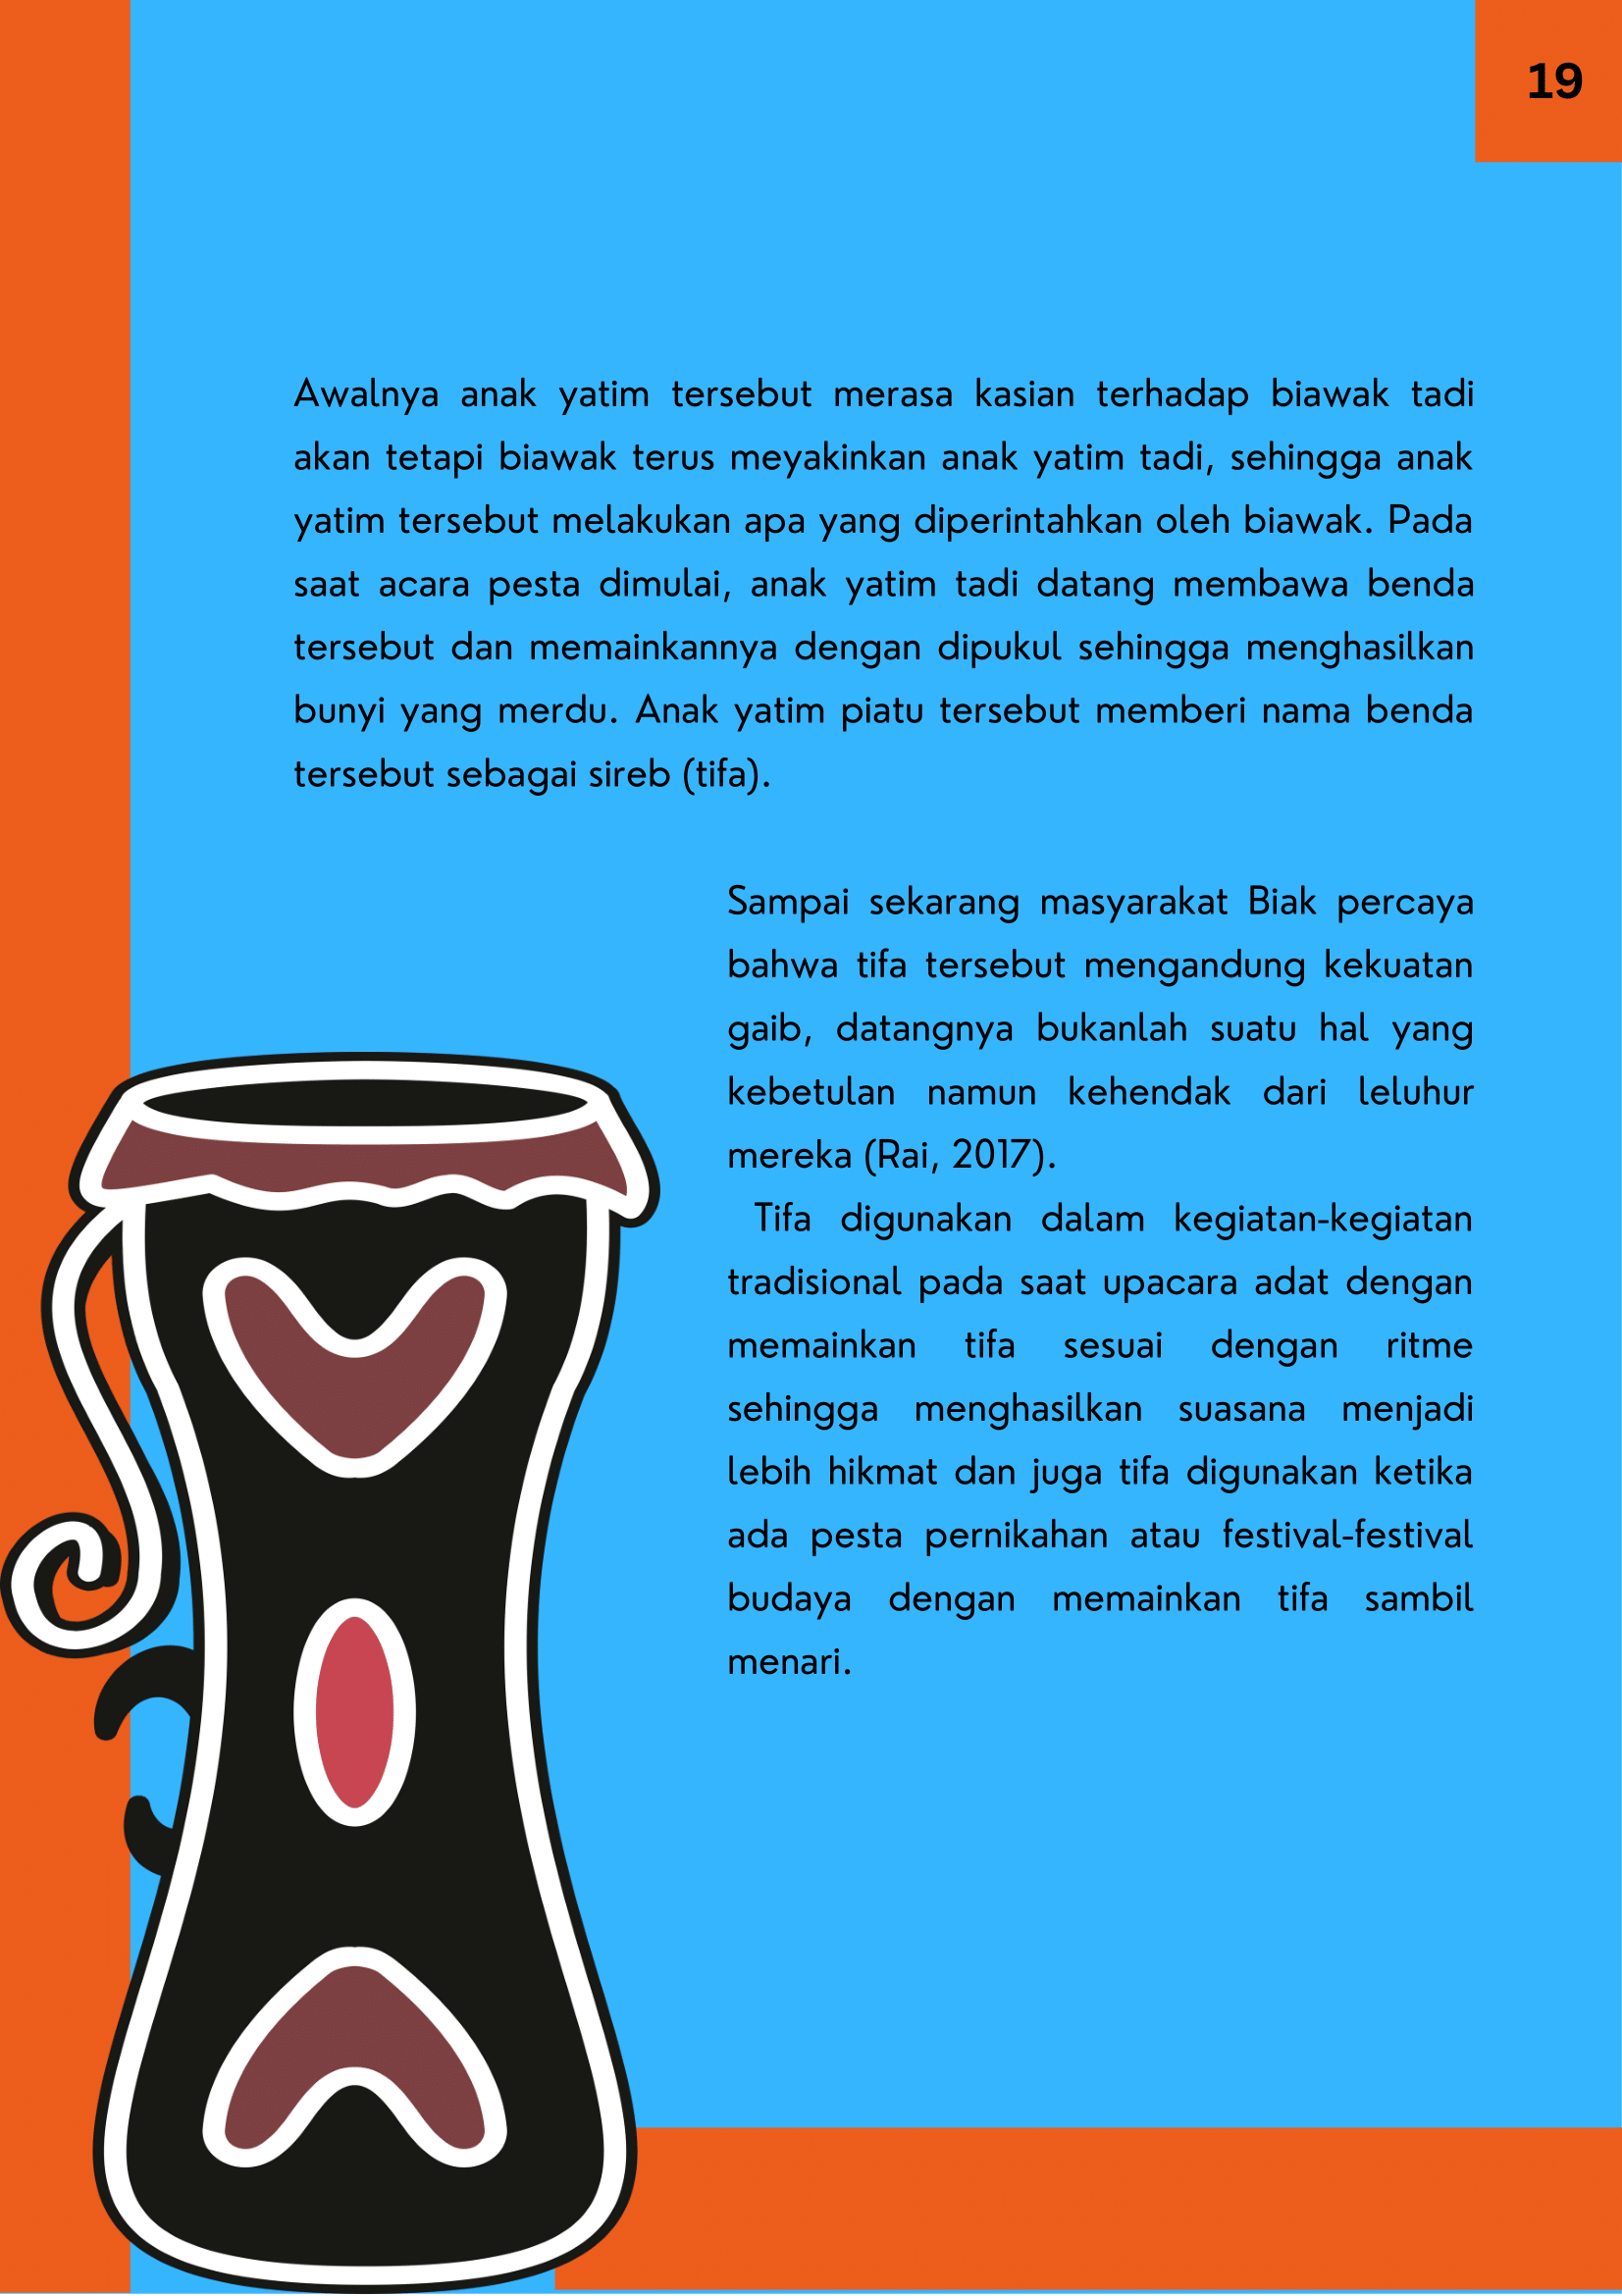 19
Awalnya anak yatim tersebut merasa kasian terhadap biawak tadi
akan tetapi biawak terus meyakinkan anak yatim tadi, sehingga anak
yatim tersebut melakukan apa yang diperintahkan oleh biawak. Pada
saat acara pesta dimulai, anak yatim tadi datang membawa benda
tersebut dan memainkannya dengan dipukul sehingga menghasilkan
bunyi yang merdu. Anak yatim piatu tersebut memberi nama benda
tersebut sebagai sireb (tifa).
Sampai sekarang masyarakat Biak percaya
bahwa tifa tersebut mengandung kekuatan
gaib, datangnya bukanlah suatu hal yang
kebetulan namun kehendak dari leluhur
mereka (Rai, 2017).
Tifa digunakan dalam kegiatan-kegiatan
tradisional pada saat upacara adat dengan
memainkan tifa sesuai dengan ritme
sehingga menghasilkan suasana menjadi
lebih hikmat dan juga tifa digunakan ketika
ada pesta pernikahan atau festival-festival
budaya dengan memainkan tifa sambil
menari.